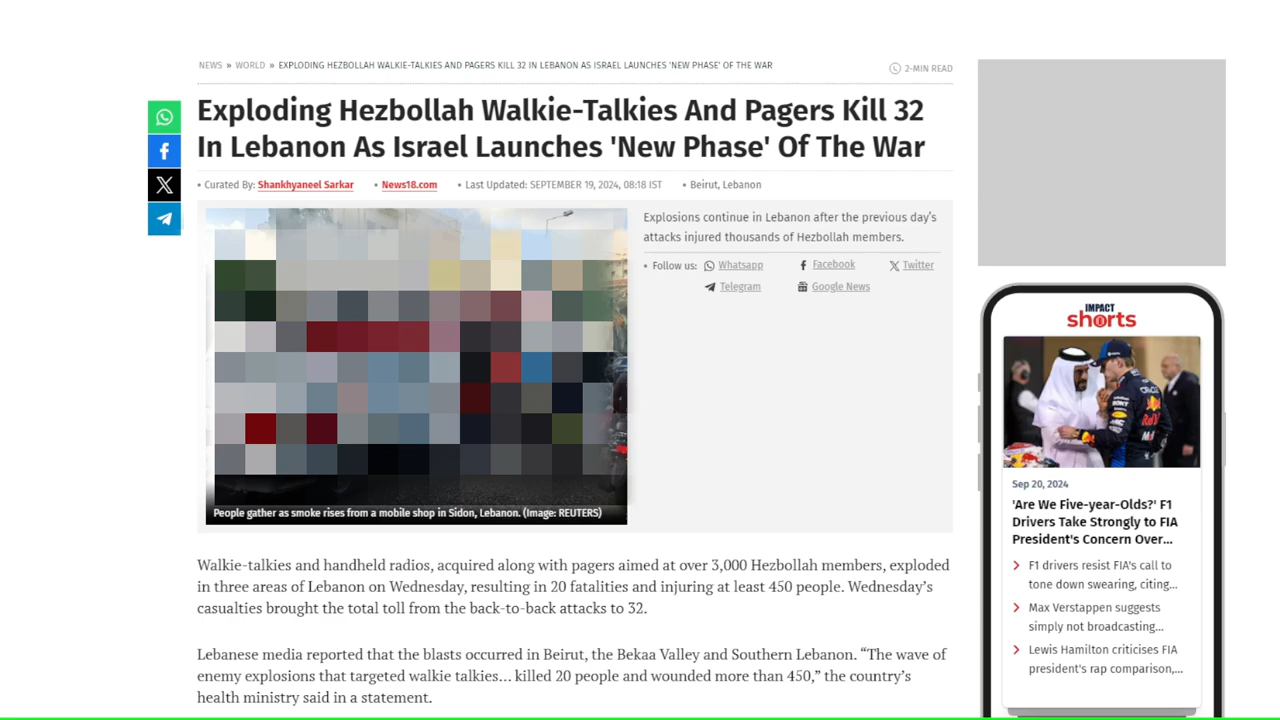 NEWS » WORLD » EXPLODING HEZBOLLAH WALKIE-TALKIES AND PAGERS KILL 32 IN LEBANON AS ISRAEL LAUNCHES 'NEW PHASE' OF THE WAR
2-MIN READ
Exploding Hezbollah Walkie-Talkies And Pagers Kill 32
In Lebanon As Israel Launches 'New Phase' Of The War
• Curated By: Shankhyaneel Sarkar • News18.com • Last Updated: SEPTEMBER 19, 2024, 08:18 IST • Beirut, Lebanon
Explosions continue in Lebanon after the previous day's
attacks injured thousands of Hezbollah members.
• Follow us: Whatsapp Facebook Twitter
Telegram Google News
People gather as smoke rises from a mobile shop in Sidon, Lebanon. (Image: REUTERS)
Walkie-talkies and handheld radios, acquired along with pagers aimed at over 3,000 Hezbollah members, exploded
in three areas of Lebanon on Wednesday, resulting in 20 fatalities and injuring at least 450 people. Wednesday's
casualties brought the total toll from the back-to-back attacks to 32.
Lebanese media reported that the blasts occurred in Beirut, the Bekaa Valley and Southern Lebanon. “The wave of
enemy explosions that targeted walkie talkies… killed 20 people and wounded more than 450,” the country's
health ministry said in a statement.
IMPACT
shorts
ORACLE
Sep 20, 2024
'Are We Five-year-Olds?' F1
Drivers Take Strongly to FIA
President's Concern Over...
F1 drivers resist FIA's call to
tone down swearing, citing...
Max Verstappen suggests
simply not broadcasting...
Lewis Hamilton criticises FIA
president's rap comparison,...